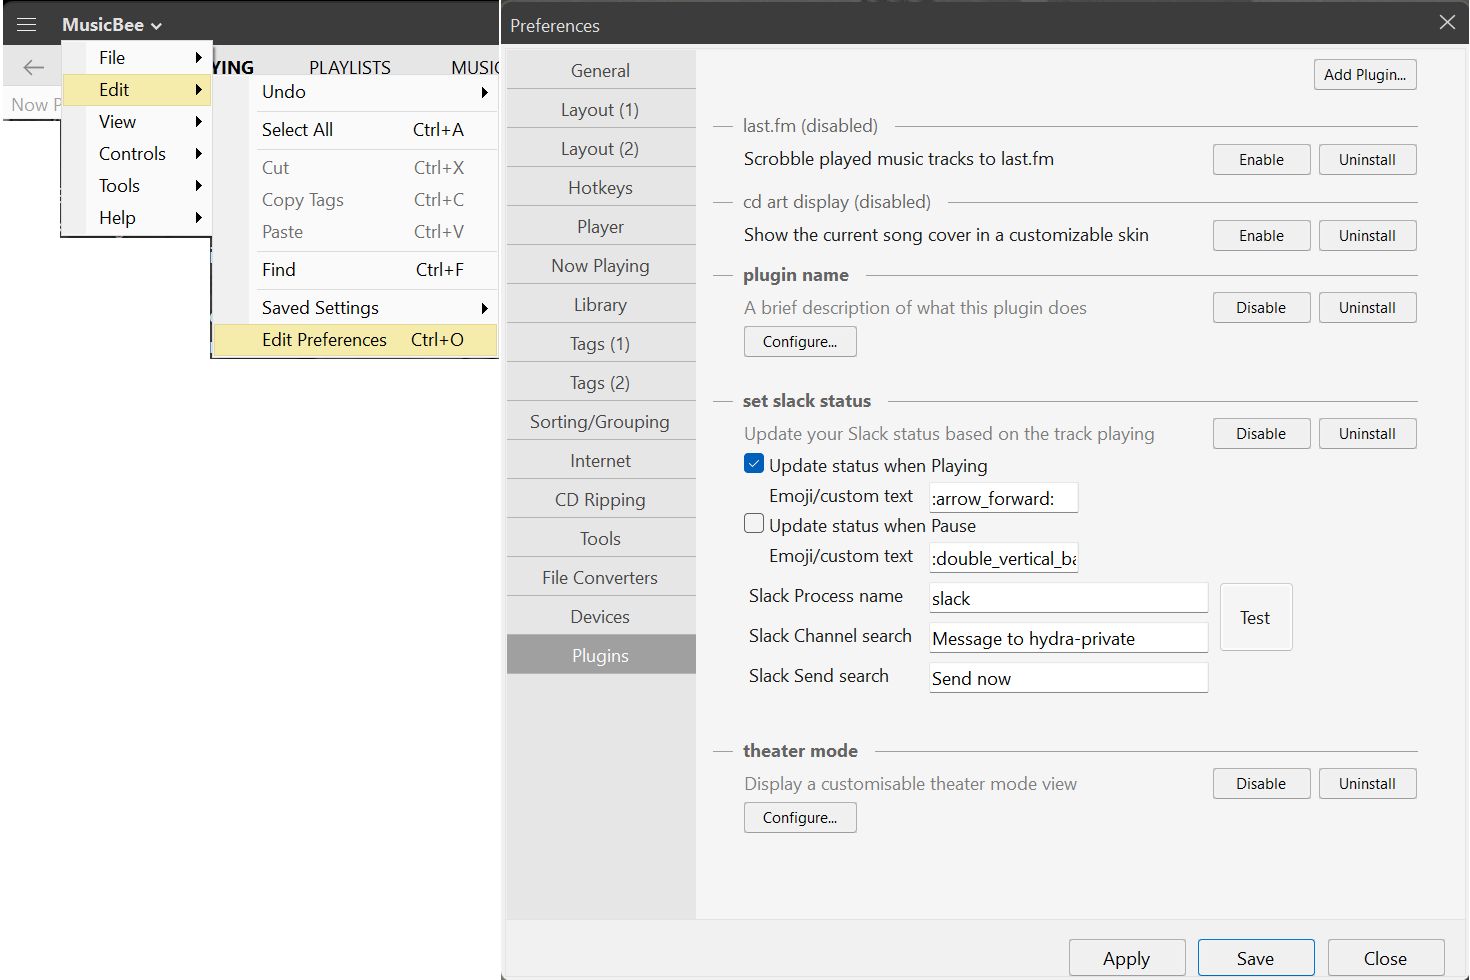 MusicBee
File
Edit
View
Controls
Tools
Help
YING PLAYLISTS MUSIC
Now P
Undo
Select All Ctrl+A
Cut Ctrl+X
Copy Tags Ctrl+C
Paste Ctrl+V
Find Ctrl+F
Saved Settings
Edit Preferences Ctrl+O
Preferences
General
Layout (1)
Layout (2)
Hotkeys
Player
Now Playing
Library
Tags (1)
Tags (2)
Sorting/Grouping
Internet
CD Ripping
Tools
File Converters
Devices
Plugins
Add Plugin...
last.fm (disabled)
Scrobble played music tracks to last.fm Enable Uninstall
cd art display (disabled)
Show the current song cover in a customizable skin Enable Uninstall
plugin name
A brief description of what this plugin does Disable Uninstall
Configure...
set slack status
Update your Slack status based on the track playing Disable Uninstall
Update status when Playing
Emoji/custom text :arrow_forward:
Update status when Pause
Emoji/custom text :double_vertical_ba
Slack Process name slack
Test
Slack Channel search Message to hydra-private
Slack Send search Send now
theater mode
Display a customisable theater mode view Disable Uninstall
Configure...
Apply Save Close